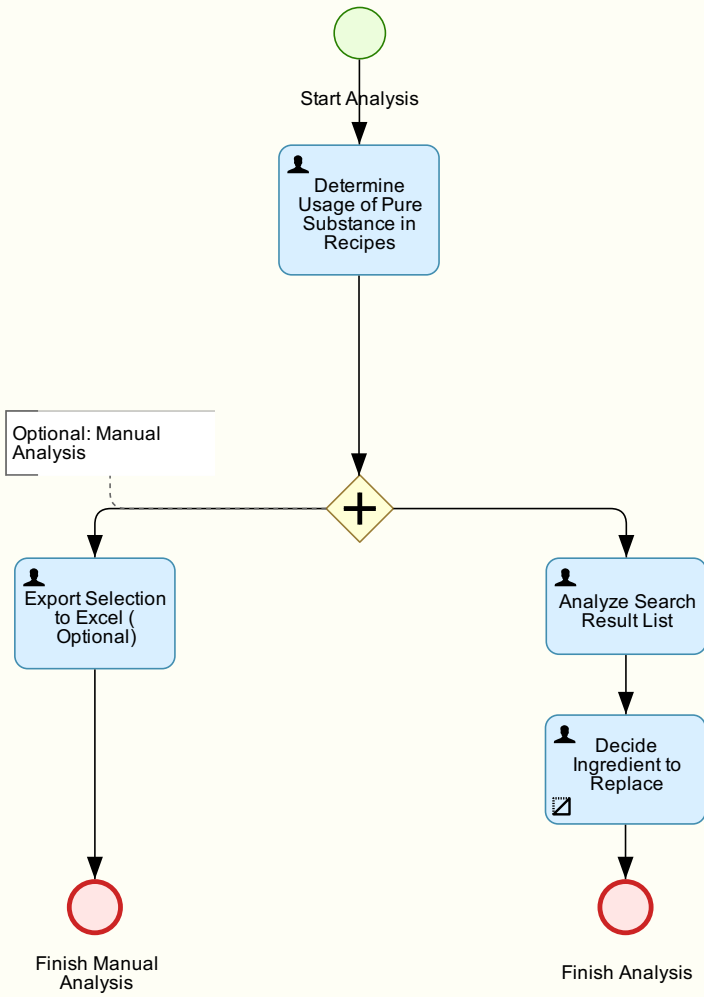 Start Analysis
Determine
Usage of Pure
Substance in
Recipes
Optional: Manual
Analysis
Export Selection
to Excel (
Optional)
Analyze Search
Result List
Decide
Ingredient to
Replace
Finish Manual
Analysis
Finish Analysis